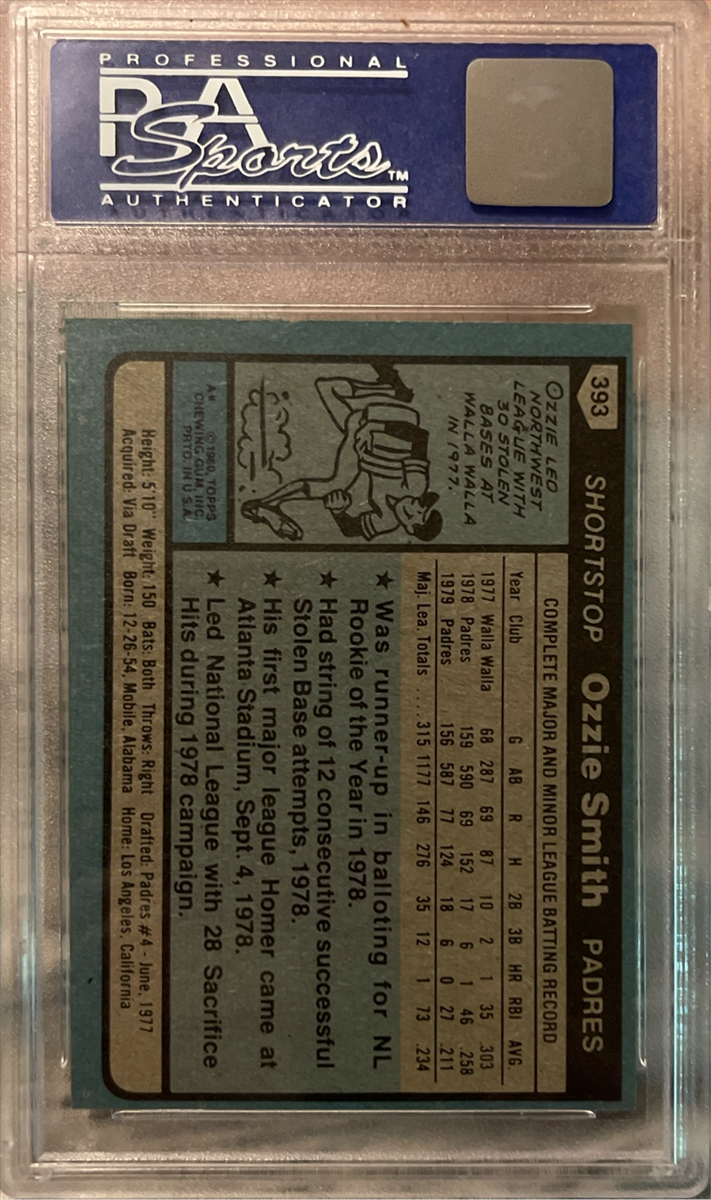 PROFESSIONAL
PSA
Sports™
AUTHENTICATOR
393 SHORTSTOP Ozzie Smith PADRES
OZZIE LED
NORTHWEST
LEAGUE WITH
30 STOLEN
BASES AT
WALLA WALLA
IN 1977.
A* © 1980, TOPPS
CHEWING GUM, INC.
PRTD. IN U.S.A.
COMPLETE MAJOR AND MINOR LEAGUE BATTING RECORD
Year Club G AB R H 2B 3B HR RBI AVG.
1977 Walla Walla 68 287 69 87 10 2 1 35 .303
1978 Padres 159 590 69 152 17 6 1 46 .258
1979 Padres 156 587 77 124 18 6 0 27 .211
Maj. Lea. Totals ....315 1177 146 276 35 12 1 73 .234
★ Was runner-up in balloting for NL
Rookie of the Year in 1978.
★ Had string of 12 consecutive successful
Stolen Base attempts, 1978.
★ His first major league Homer came at
Atlanta Stadium, Sept. 4, 1978.
★ Led National League with 28 Sacrifice
Hits during 1978 campaign.
Height: 5'10" Weight: 150 Bats: Both Throws: Right Drafted: Padres #4 - June, 1977
Acquired: Via Draft Born: 12-26-54, Mobile, Alabama Home: Los Angeles, California